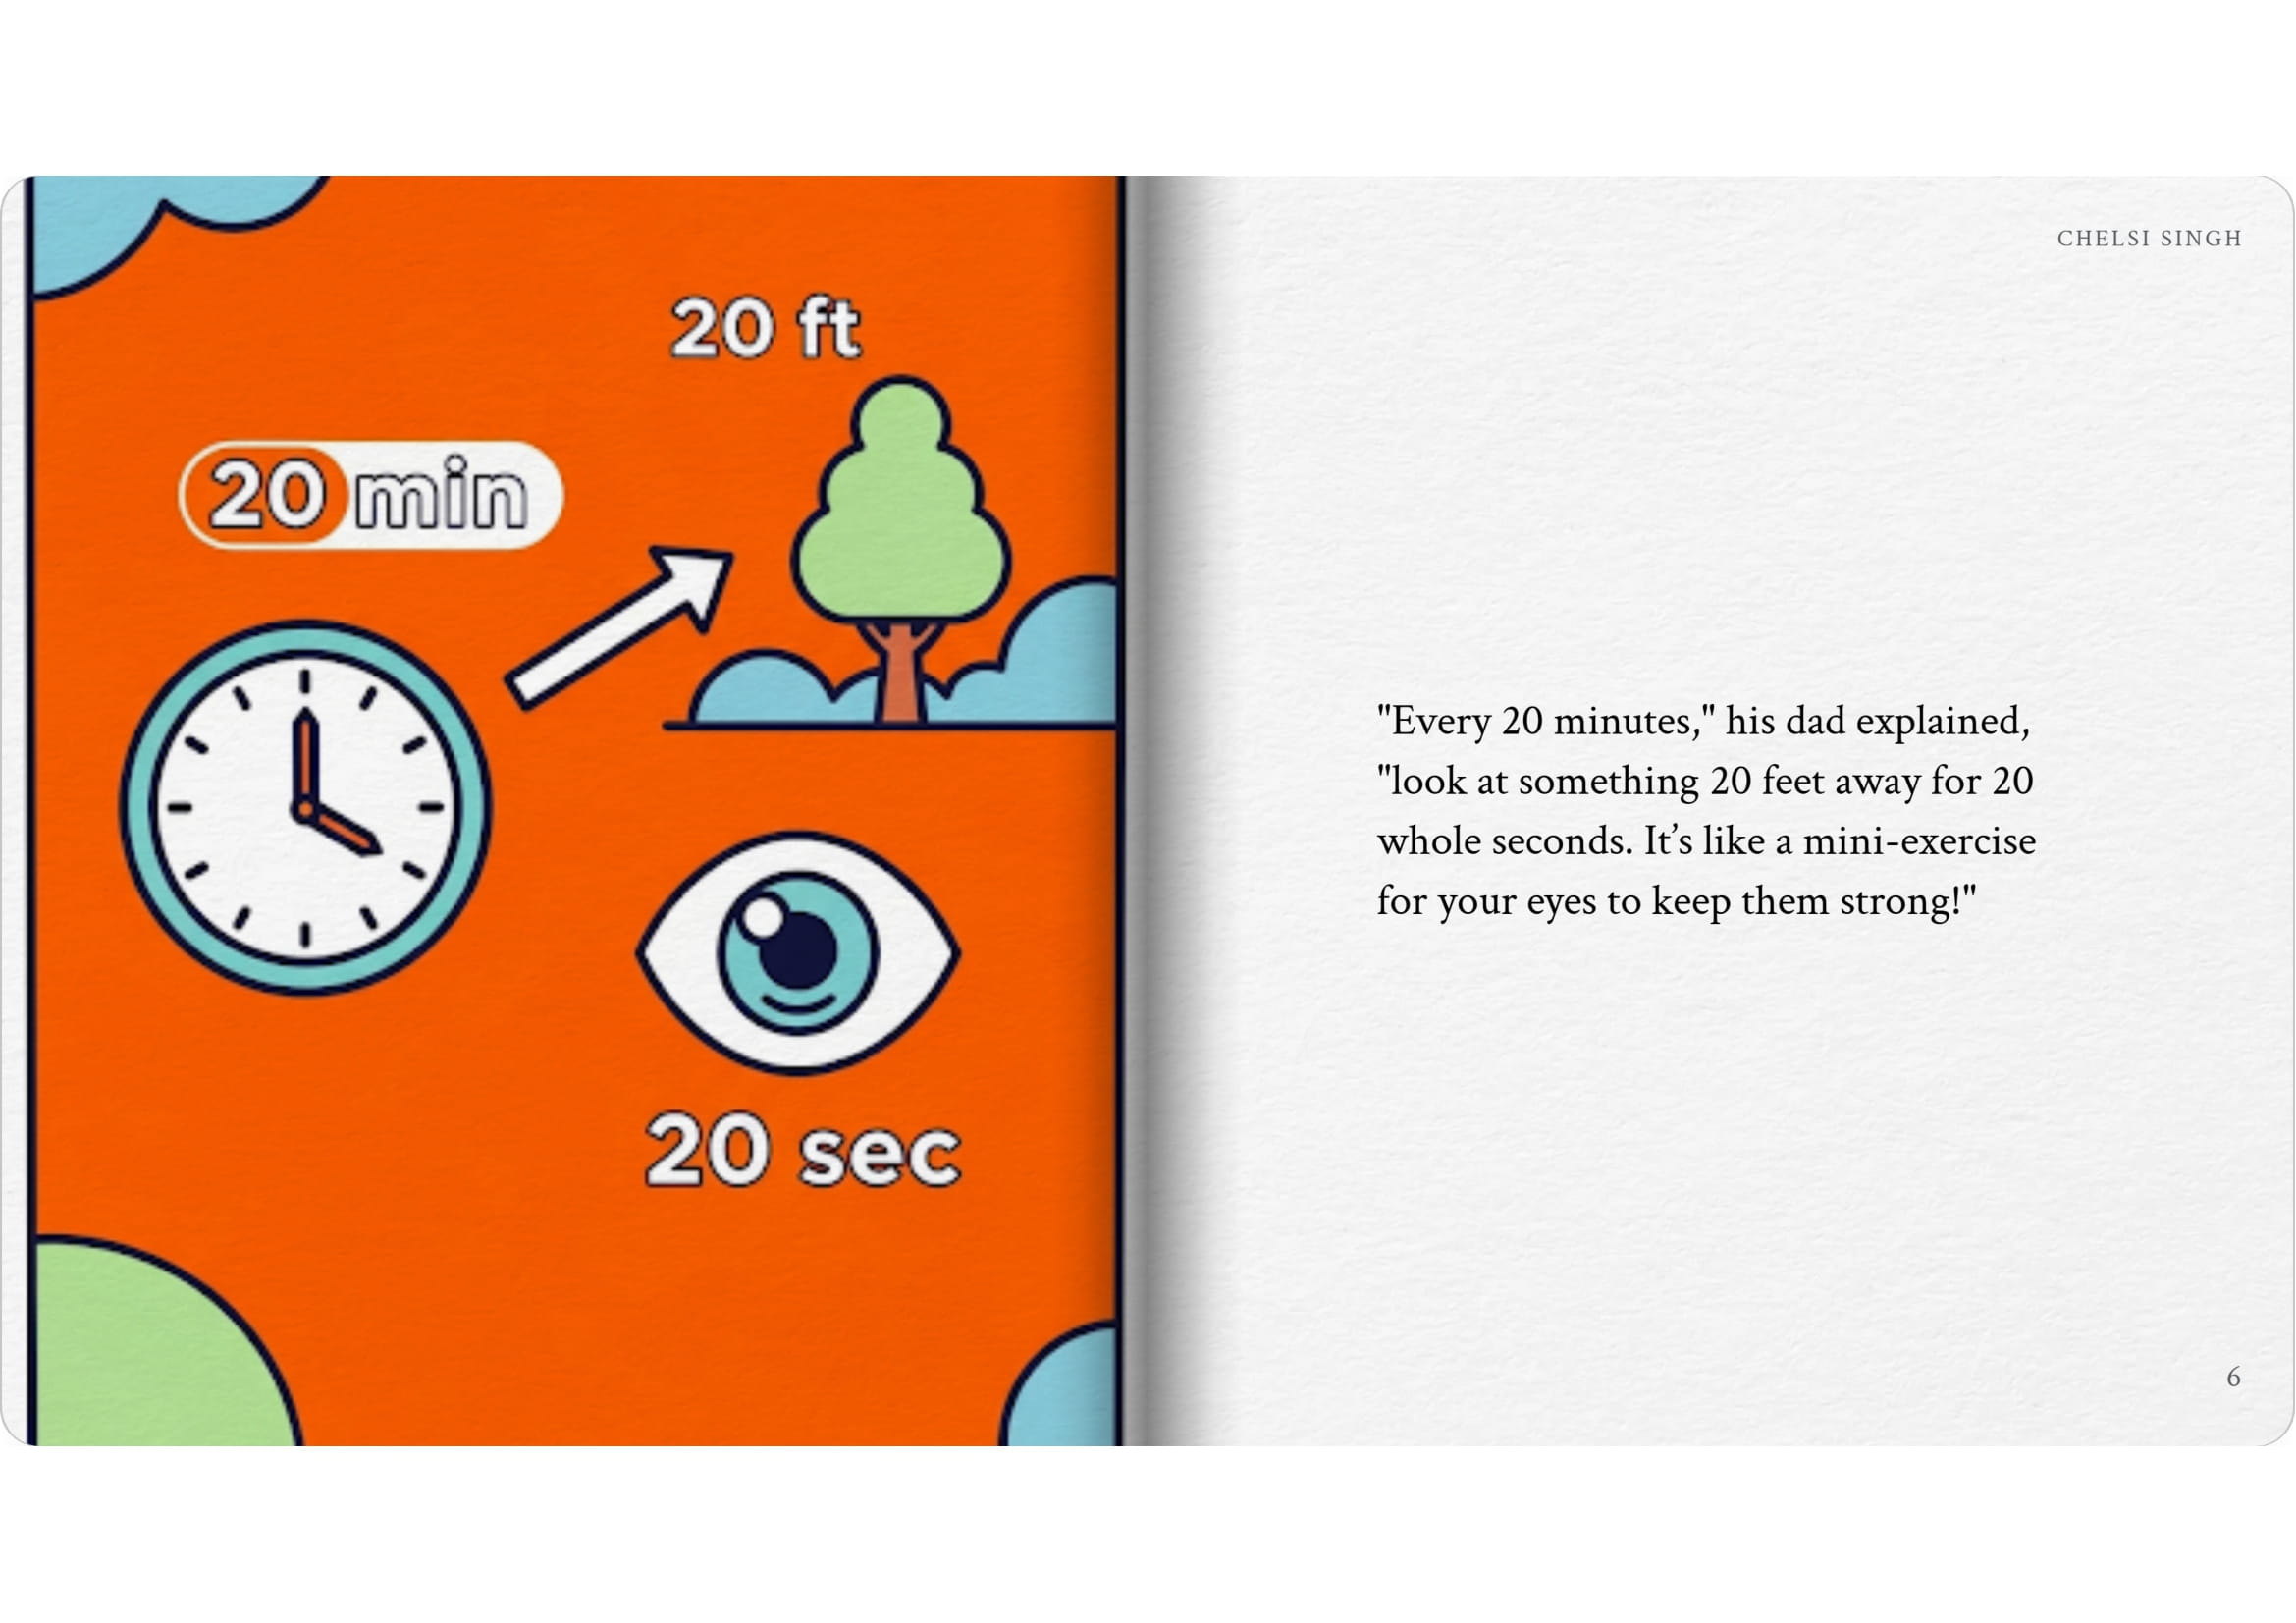 20 ft
20 min
20 sec
CHELSI SINGH
"Every 20 minutes," his dad explained,
"look at something 20 feet away for 20
whole seconds. It’s like a mini-exercise
for your eyes to keep them strong!"
6